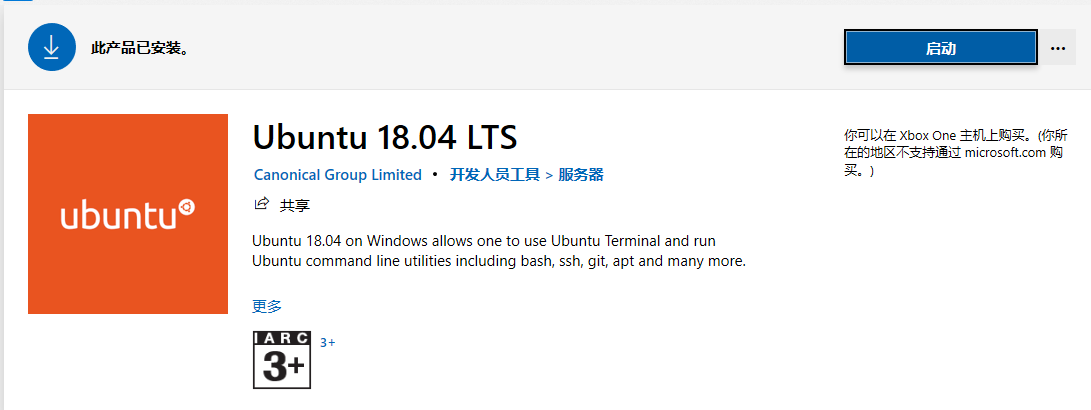 此产品已安装。
启动
Ubuntu 18.04 LTS
Canonical Group Limited • 开发人员工具 > 服务器
共享
Ubuntu 18.04 on Windows allows one to use Ubuntu Terminal and run
Ubuntu command line utilities including bash, ssh, git, apt and many more.
更多
IARC
3+
3+
你可以在 Xbox One 主机上购买。(你所
在的地区不支持通过 microsoft.com 购
买。)
ubuntu